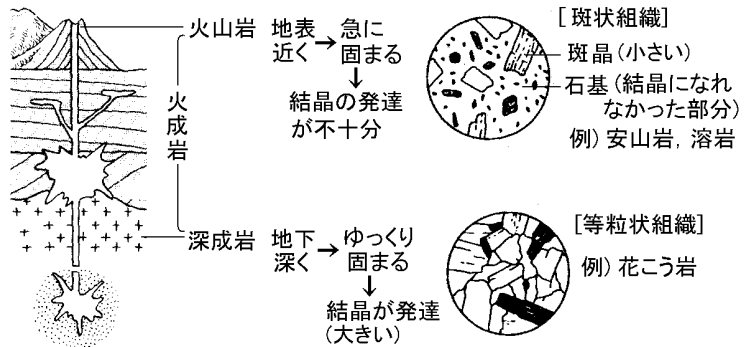 火成岩
火山岩
地表
近く
→
急に
固まる
↓
結晶の発達
が不十分
[斑状組織]
斑晶(小さい)
石基(結晶になれ
なかった部分)
例)安山岩,溶岩
深成岩
地下
深く
→
ゆっくり
固まる
↓
結晶が発達
(大きい)
[等粒状組織]
例)花こう岩